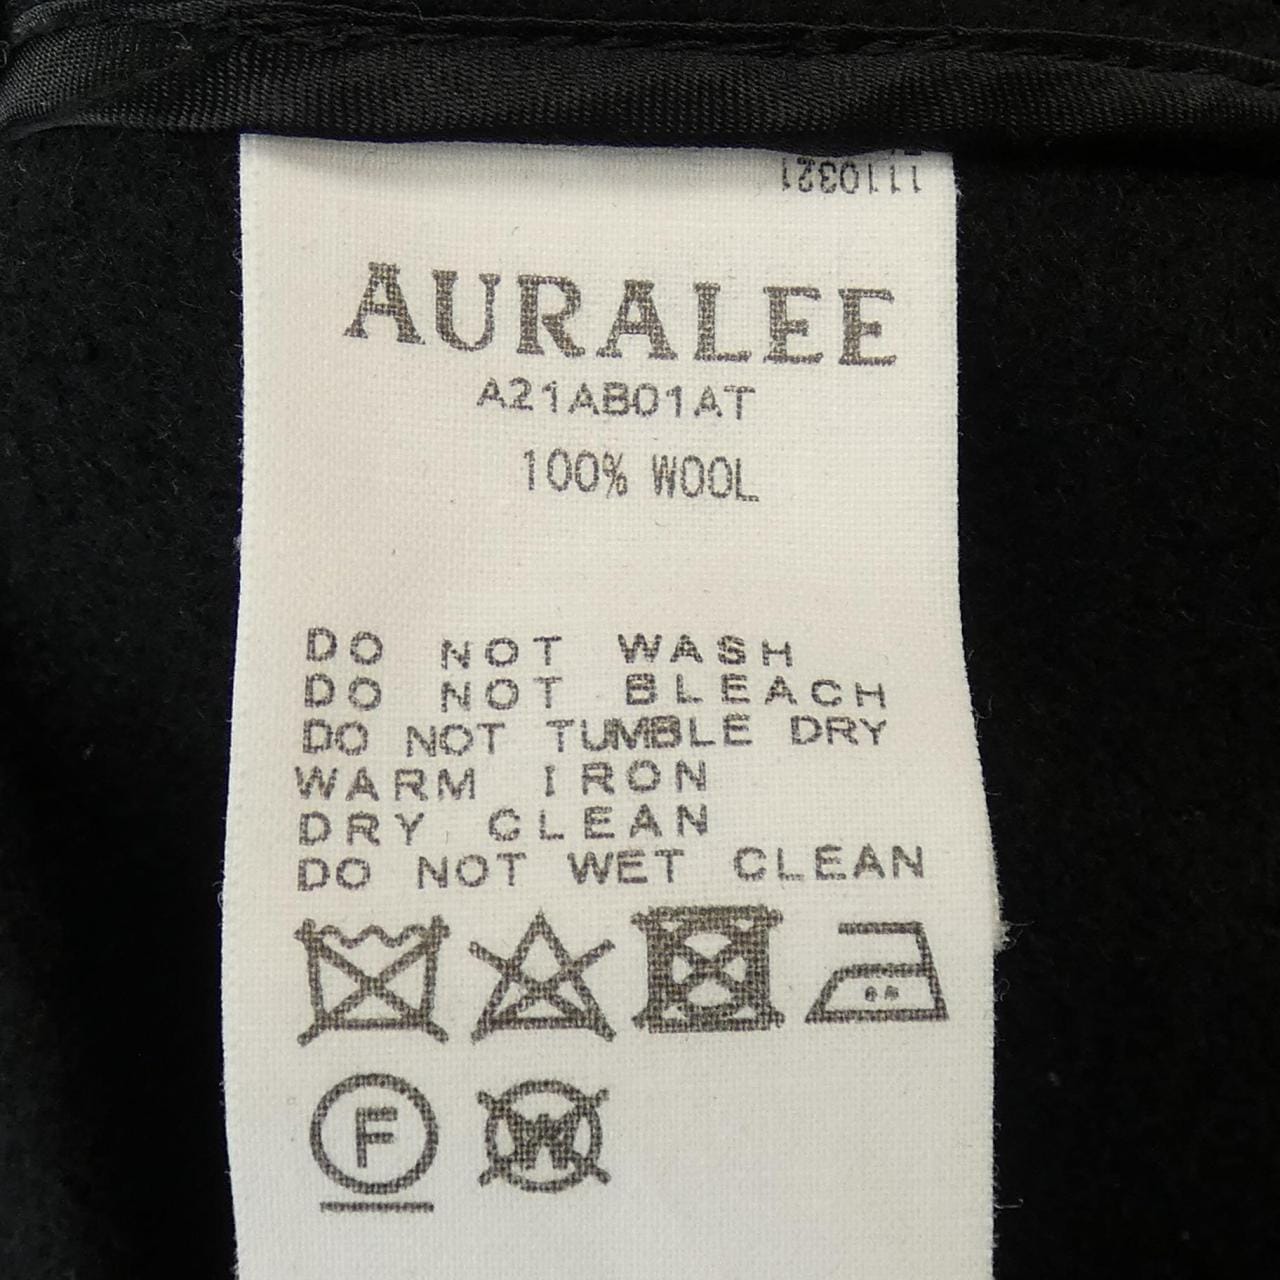 1110321
AURALEE
A21AB01AT
100% WOOL
DO NOT WASH
DO NOT BLEACH
DO NOT TUMBLE DRY
WARM IRON
DRY CLEAN
DO NOT WET CLEAN
F
W